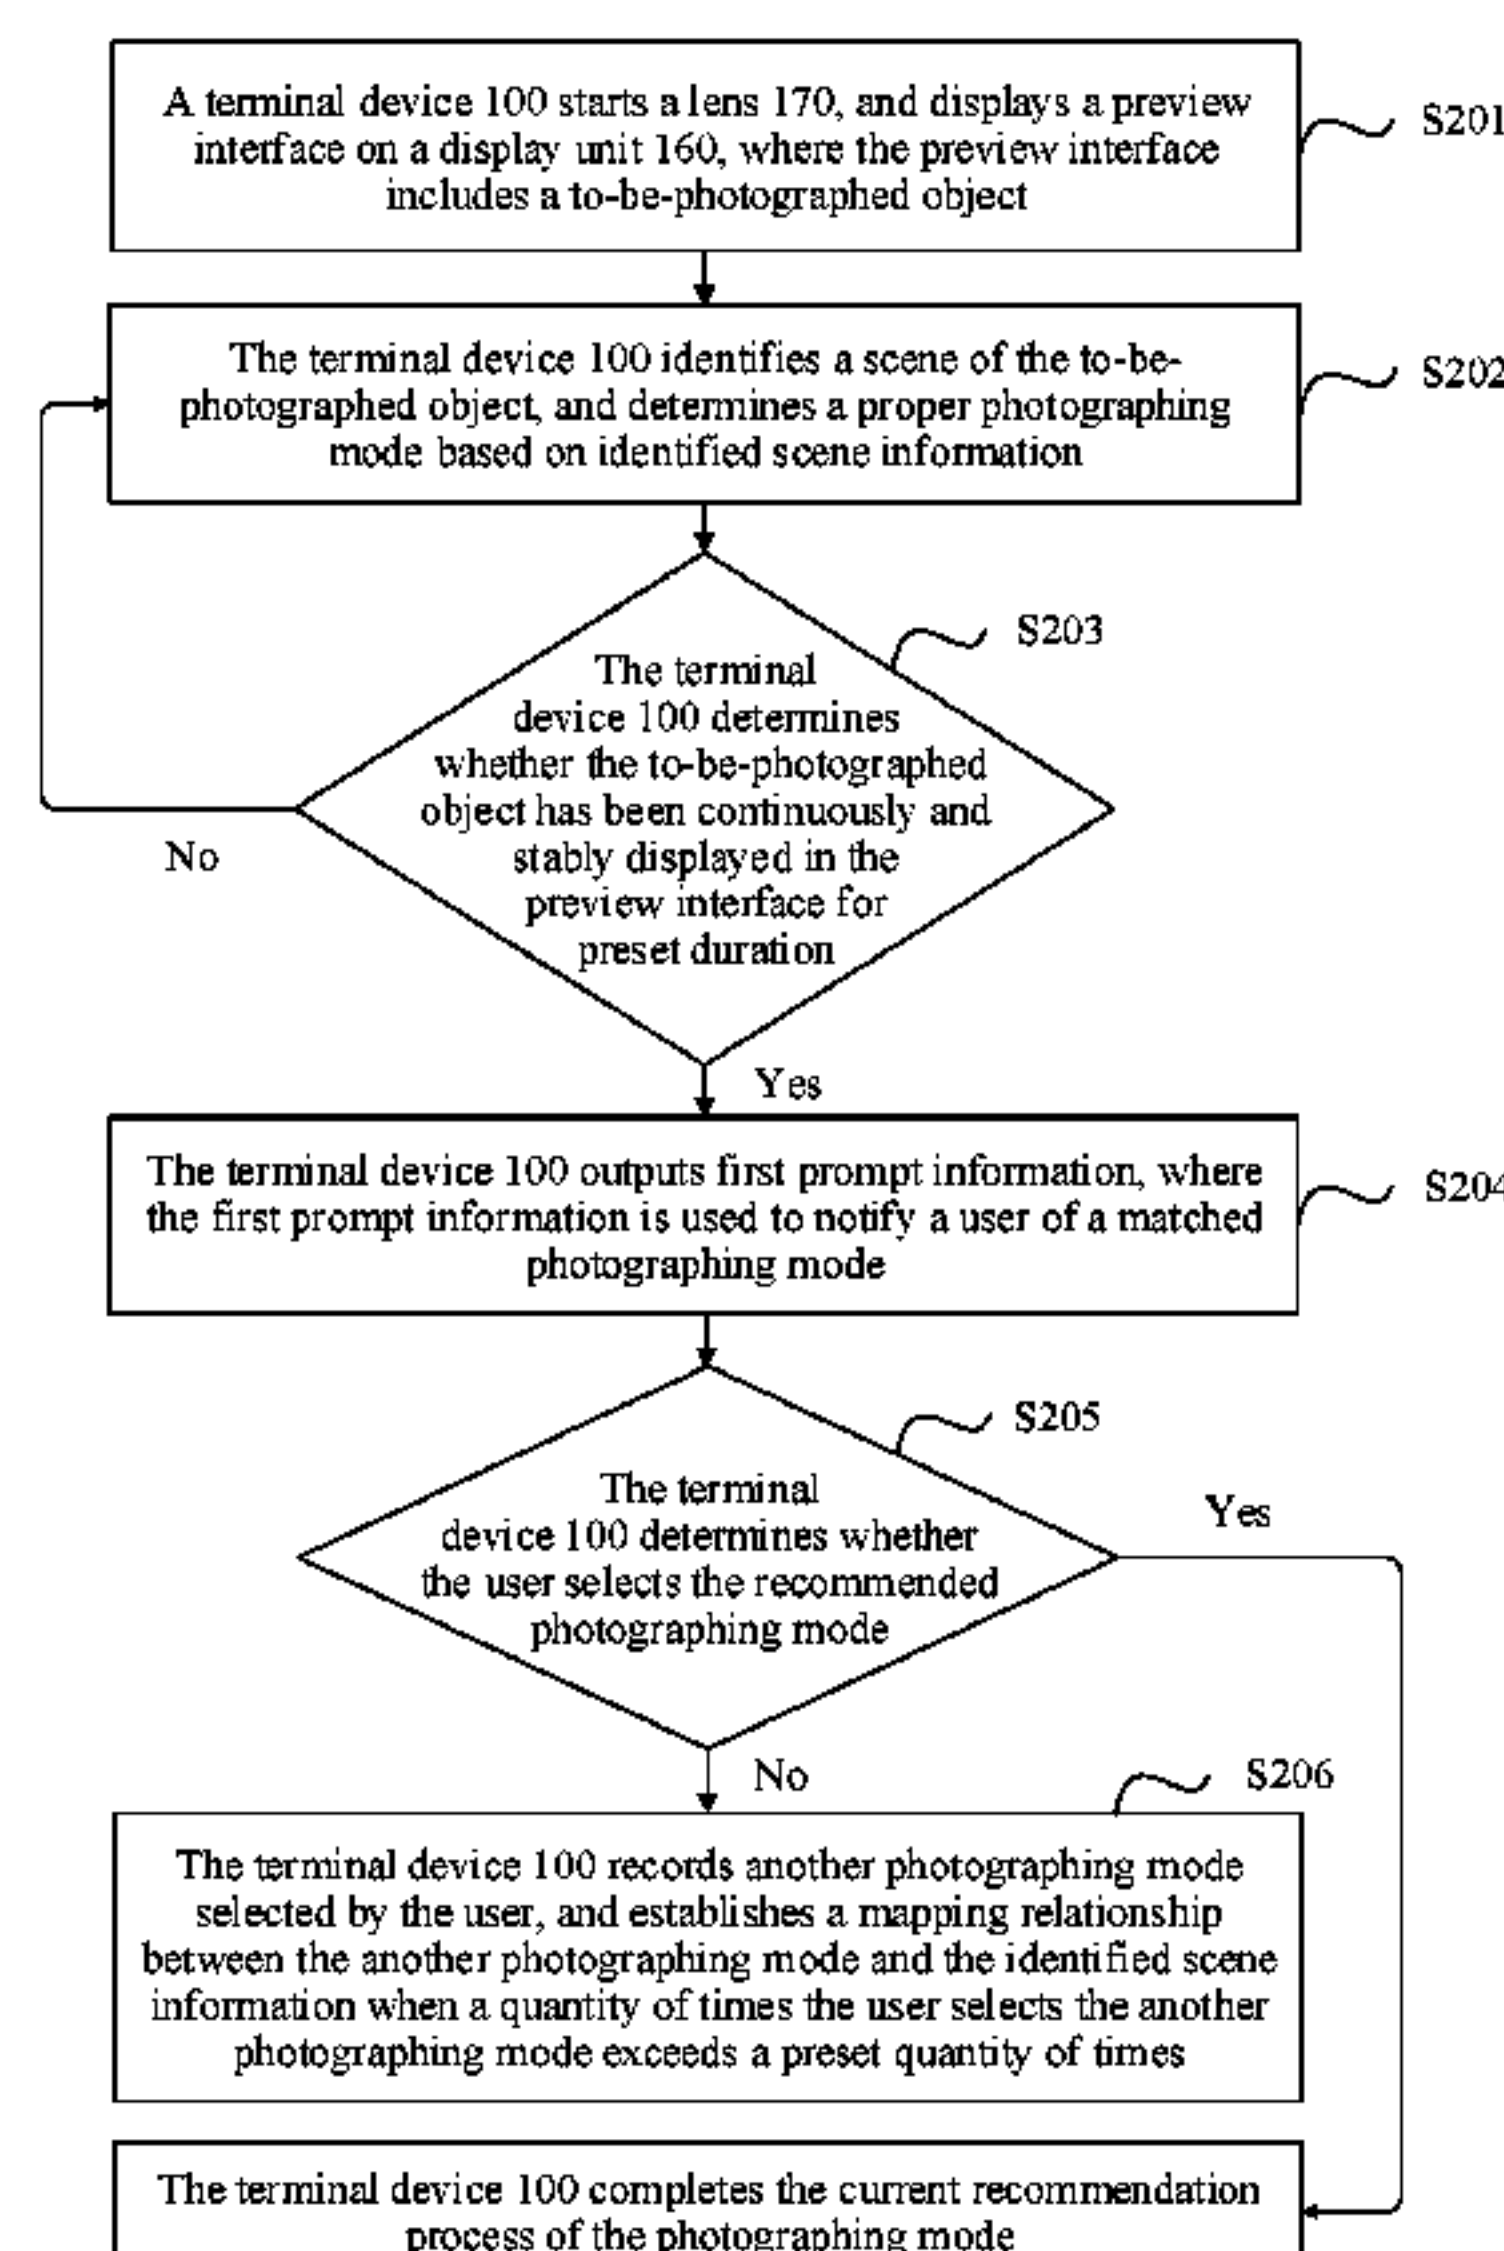 A terminal device 100 starts a lens 170, and displays a preview
interface on a display unit 160, where the preview interface
includes a to-be-photographed object
S201
The terminal device 100 identifies a scene of the to-be-
photographed object, and determines a proper photographing
mode based on identified scene information
S202
S203
The terminal
device 100 determines
whether the to-be-photographed
object has been continuously and
stably displayed in the
preview interface for
preset duration
No
Yes
The terminal device 100 outputs first prompt information, where
the first prompt information is used to notify a user of a matched
photographing mode
S204
S205
The terminal
device 100 determines whether
the user selects the recommended
photographing mode
Yes
No
S206
The terminal device 100 records another photographing mode
selected by the user, and establishes a mapping relationship
between the another photographing mode and the identified scene
information when a quantity of times the user selects the another
photographing mode exceeds a preset quantity of times
The terminal device 100 completes the current recommendation
process of the photographing mode